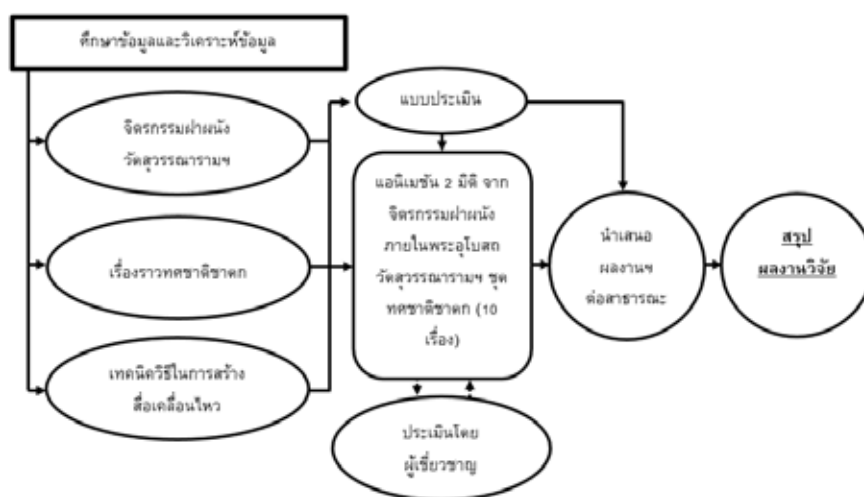 ศึกษาข้อมูลและวิเคราะห์ข้อมูล
จิตรกรรมฝาผนัง
วัดสุวรรณารามฯ
เรื่องราวทศชาติชาดก
เทคนิควิธีในการสร้าง
สื่อเคลื่อนไหว
แบบประเมิน
แอนิเมชัน 2 มิติ จาก
จิตรกรรมฝาผนัง
ภายในพระอุโบสถ
วัดสุวรรณารามฯ ชุด
ทศชาติชาดก (10
เรื่อง)
ประเมินโดย
ผู้เชี่ยวชาญ
นำเสนอ
ผลงานฯ
ต่อสาธารณะ
สรุป
ผลงานวิจัย